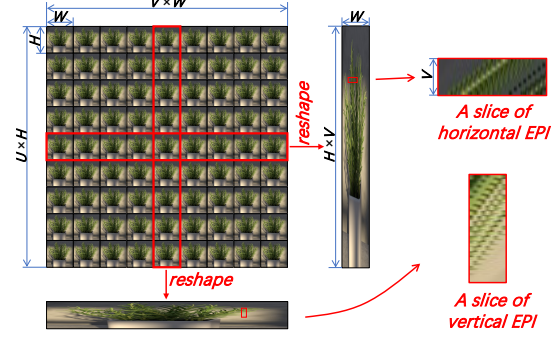 V×W
W
H
U×H
reshape
W
H×V
V
A slice of
horizontal EPI
reshape
A slice of
vertical EPI